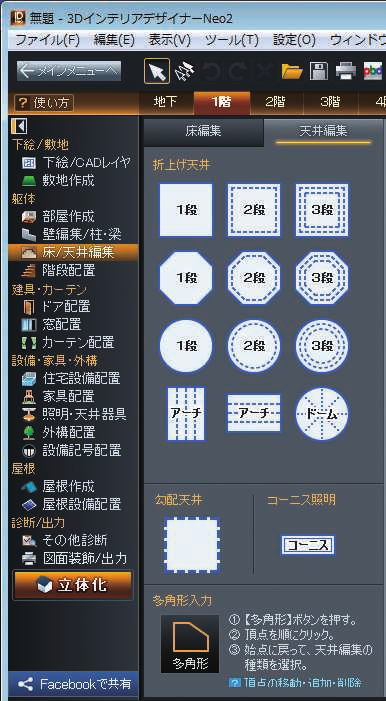 無題 - 3DインテリアデザイナーNeo2
ファイル(F) 編集(E) 表示(V) ツール(T) 設定(O) ウィンドウ
←メインメニューへ
pbc
? 使い方
地下 1階 2階 3階 4階
床編集 天井編集
下絵/敷地
下絵/CADレイヤ
敷地作成
躯体
部屋作成
壁編集/柱・梁
床/天井編集
階段配置
建具・カーテン
ドア配置
窓配置
カーテン配置
設備・家具・外構
住宅設備配置
家具配置
照明・天井器具
外構配置
設備記号配置
屋根
屋根作成
屋根設備配置
診断/出力
その他診断
図面装飾/出力
立体化
Facebookで共有
折上げ天井
1段 2段 3段
1段 2段 3段
1段 2段 3段
アーチ アーチ ドーム
勾配天井
コーニス照明
コーニス
多角形入力
多角形
① 【多角形】ボタンを押す。
② 頂点を順にクリック。
③ 始点に戻って、天井編集の
種類を選択。
? 頂点の移動・追加・削除